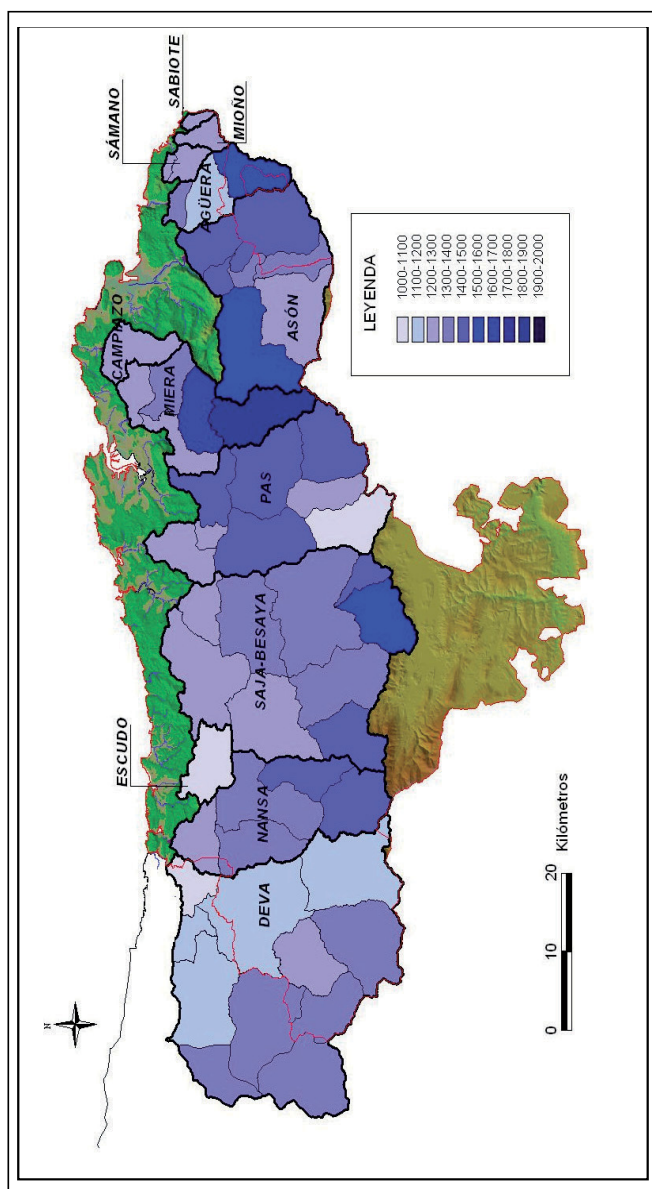 N
SÁMANO
SABIOTE
MIOÑO
CAMPIAZO
AGÜERA
ESCUDO
MIERA
ASÓN
PAS
SAJA-BESAYA
NANSA
DEVA
LEYENDA
1000-1100
1100-1200
1200-1300
1300-1400
1400-1500
1500-1600
1600-1700
1700-1800
1800-1900
1900-2000
0 10 20
Kilómetros